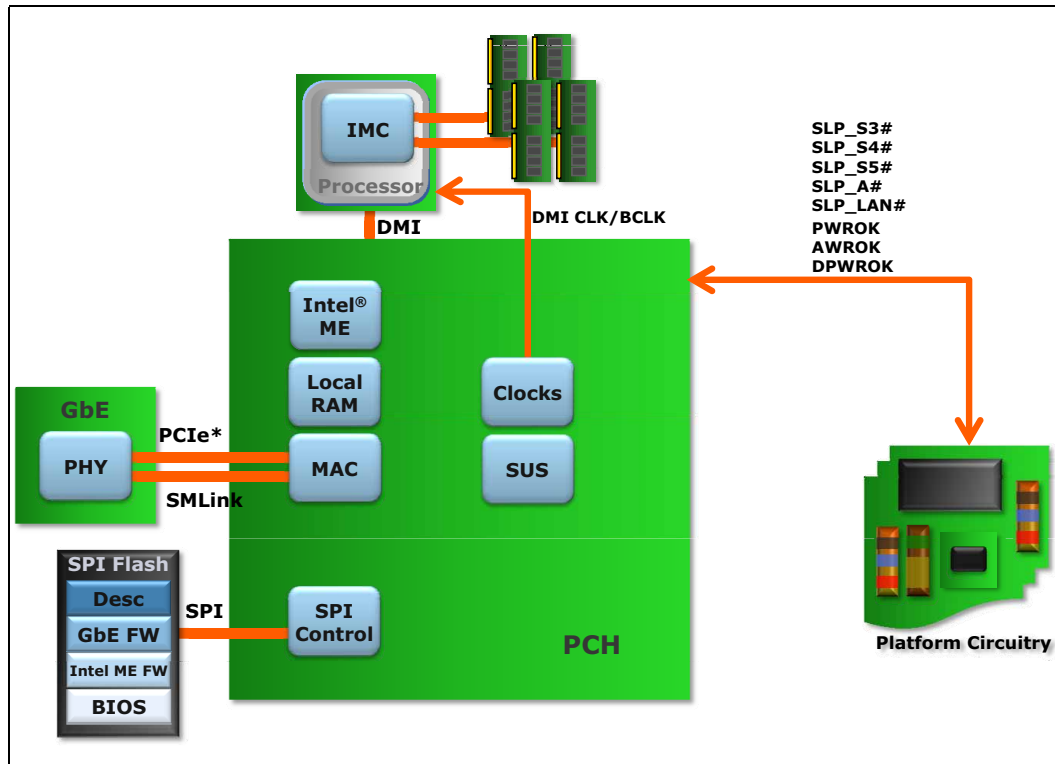 IMC
Processor
SLP_S3#
SLP_S4#
SLP_S5#
SLP_A#
SLP_LAN#
PWROK
AWROK
DPWROK
DMI
DMI CLK/BCLK
Intel®
ME
Local
RAM
Clocks
GbE
PHY
PCIe*
SMLink
MAC
SUS
SPI Flash
Desc
GbE FW
Intel ME FW
BIOS
SPI
SPI
Control
PCH
Platform Circuitry